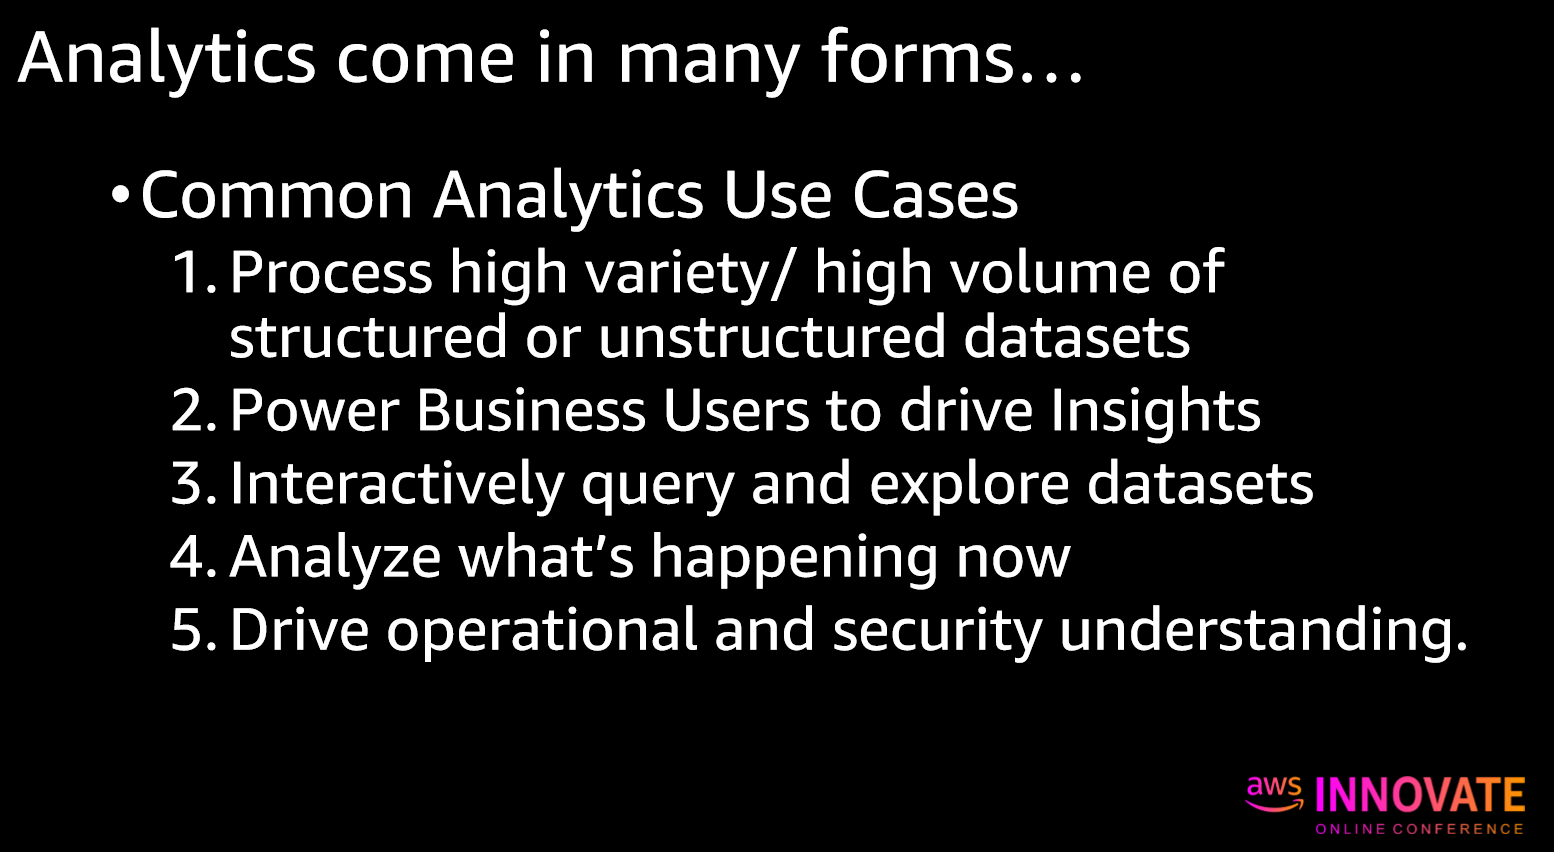 Analytics come in many forms...
•Common Analytics Use Cases
1. Process high variety/ high volume of
structured or unstructured datasets
2. Power Business Users to drive Insights
3. Interactively query and explore datasets
4. Analyze what's happening now
5. Drive operational and security understanding.
aws INNOVATE
ONLINE CONFERENCE